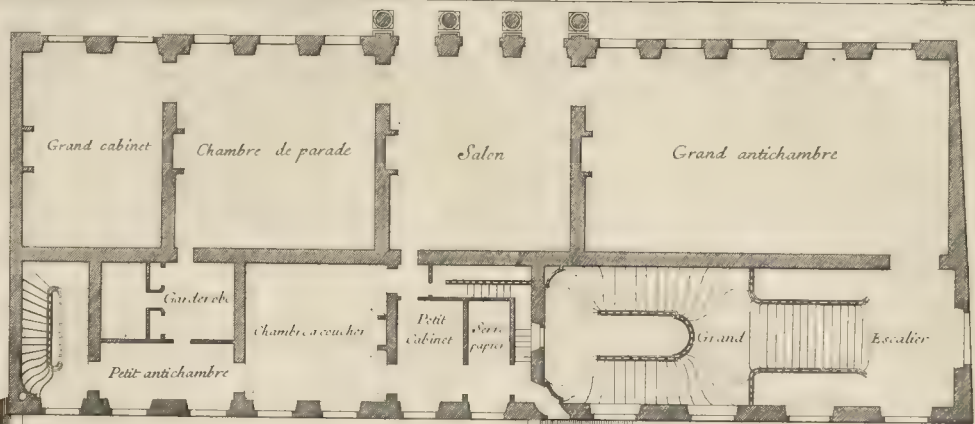 Grand cabinet
Chambre de parade
Salon
Grand antichambre
Garderobe
Chambre a coucher
Petit
Cabinet
Serre
papier
Grand
Escalier
Petit antichambre